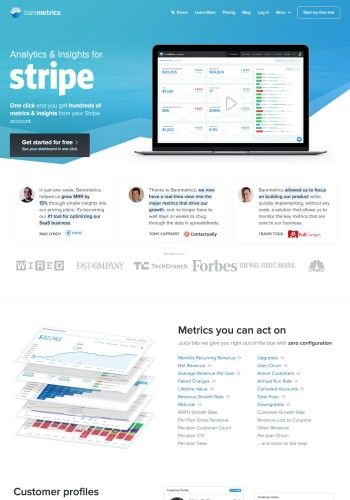 baremetrics
Demo
Learn More
Pricing
Blog
Log In
More
Start my free trial
Analytics & Insights for
stripe
One click and you get hundreds of
metrics & insights from your Stripe
account.
Get started for free
See your dashboard in one click.
In just one week, Baremetrics
helped us grow MRR by
15% through simple insights into
our pricing plans. It's becoming
our #1 tool for optimizing our
SaaS business.
MAX LYNCH
Thanks to Baremetrics, we now
have a real-time view into the
major metrics that drive our
growth, and no longer have to
wait days or weeks to chug
through the data in spreadsheets.
TONY CAPPAERT
Contactually
Baremetrics allowed us to focus
on building our product while
quickly implementing, without any
code, a solution that allows us to
monitor the key metrics that are
core to our business.
TRAVIS TODD
FullContact
WIRED
FAST COMPANY
TC TechCrunch
Forbes
THE WALL STREET JOURNAL
CNBC
$32,743
Metrics you can act on
Juicy bits we give you right out of the box with zero configuration
Monthly Recurring Revenue
Net Revenue
Average Revenue Per User
Failed Charges
Lifetime Value
Revenue Growth Rate
Refunds
ARPU Growth Rate
Per-plan Gross Revenue
Per-plan Customer Count
Per-plan LTV
Per-plan Fees
Upgrades
User Churn
Active Customers
Annual Run Rate
Canceled Accounts
Total Fees
Downgrades
Customer Growth Rate
Revenue Lost to Coupons
Other Revenue
Per-plan Churn
... and more on the way!
Customer profiles
Customer Profile